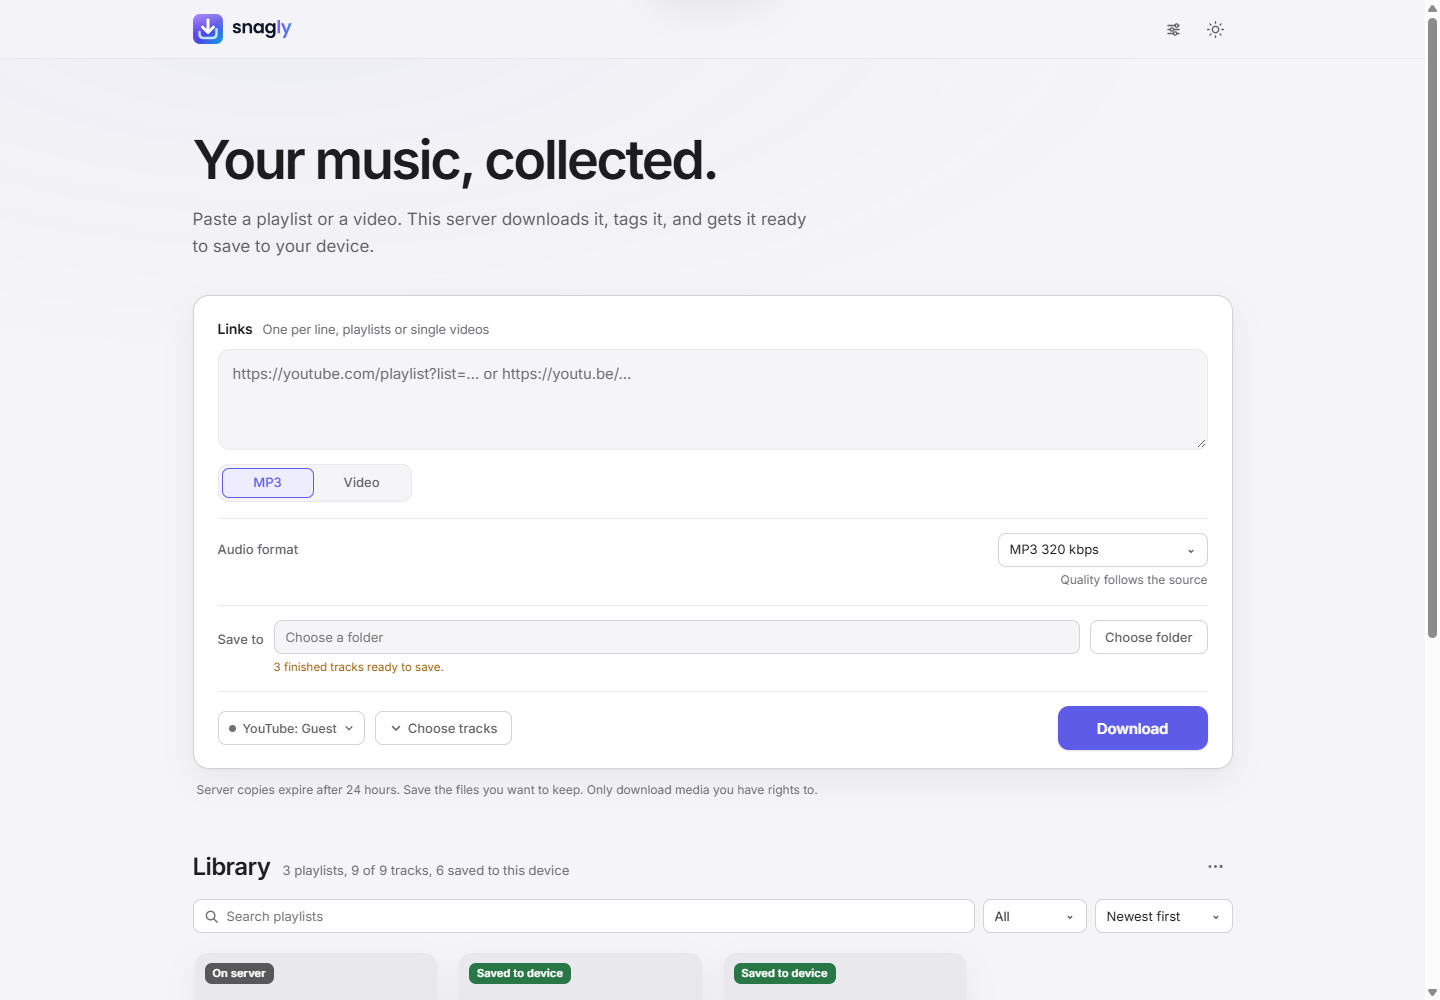 snagly
Your music, collected.
Paste a playlist or a video. This server downloads it, tags it, and gets it ready
to save to your device.
Links One per line, playlists or single videos
https://youtube.com/playlist?list=... or https://youtu.be/...
MP3 Video
Audio format MP3 320 kbps
Quality follows the source
Save to Choose a folder Choose folder
3 finished tracks ready to save.
YouTube: Guest Choose tracks Download
Server copies expire after 24 hours. Save the files you want to keep. Only download media you have rights to.
Library 3 playlists, 9 of 9 tracks, 6 saved to this device
Search playlists All Newest first
On server Saved to device Saved to device